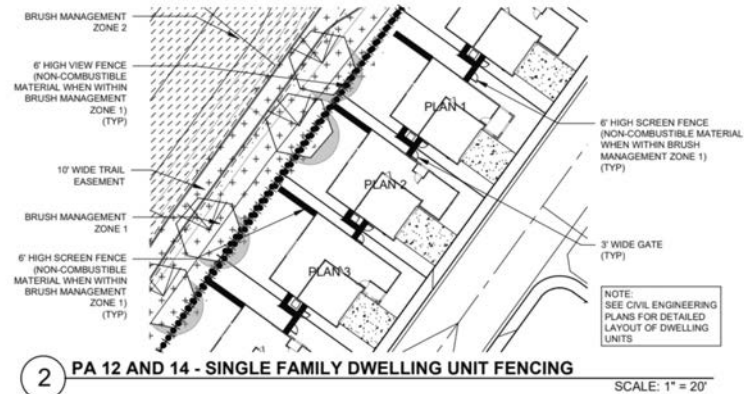 BRUSH MANAGEMENT
ZONE 2
6' HIGH VIEW FENCE
(NON-COMBUSTIBLE
MATERIAL WHEN WITHIN
BRUSH MANAGEMENT
ZONE 1)
(TYP)
10' WIDE TRAIL
EASEMENT
BRUSH MANAGEMENT
ZONE 1
6' HIGH SCREEN FENCE
(NON-COMBUSTIBLE
MATERIAL WHEN WITHIN
BRUSH MANAGEMENT
ZONE 1)
(TYP)
PLAN 1
PLAN 2
PLAN 3
6' HIGH SCREEN FENCE
(NON-COMBUSTIBLE MATERIAL
WHEN WITHIN BRUSH
MANAGEMENT ZONE 1)
(TYP)
3' WIDE GATE
(TYP)
NOTE:
SEE CIVIL ENGINEERING
PLANS FOR DETAILED
LAYOUT OF DWELLING
UNITS
2 PA 12 AND 14 - SINGLE FAMILY DWELLING UNIT FENCING
SCALE: 1" = 20'